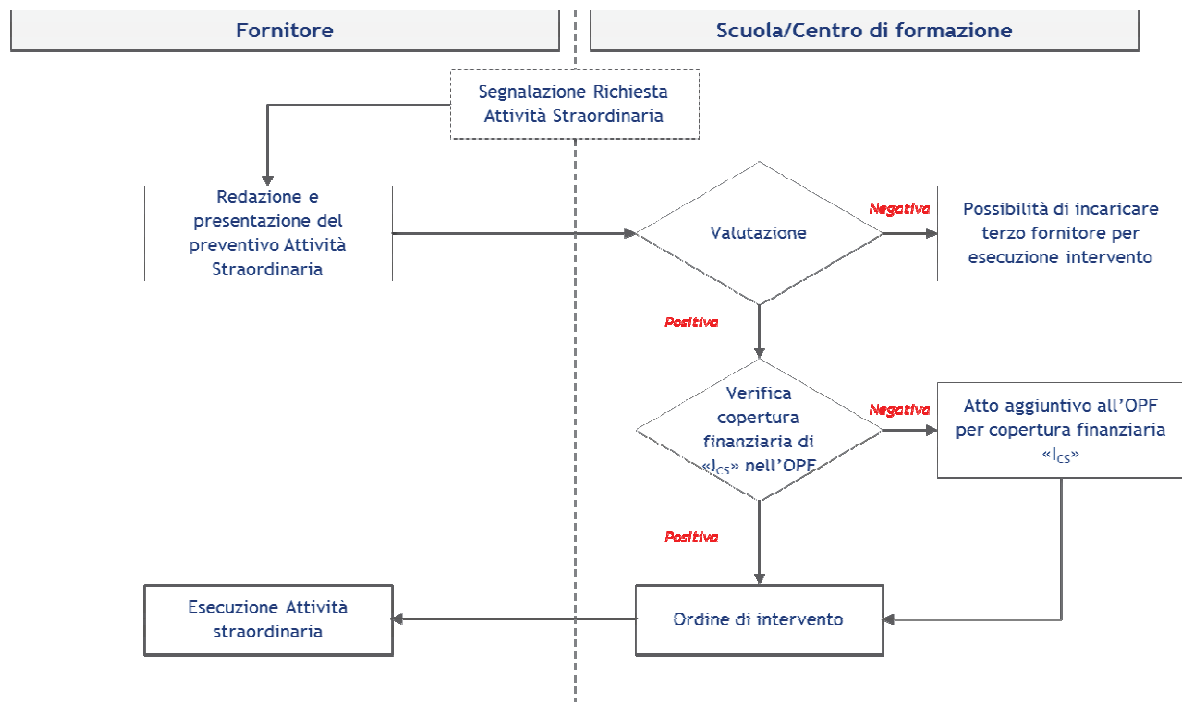 Fornitore
Scuola/Centro di formazione
Segnalazione Richiesta
Attività Straordinaria
Redazione e
presentazione del
preventivo Attività
Straordinaria
Valutazione
Negativa
Possibilità di incaricare
terzo fornitore per
esecuzione intervento
Positiva
Verifica
copertura
finanziaria di
«ICS» nell'OPF
Negativa
Atto aggiuntivo all'OPF
per copertura finanziaria
«ICS»
Positiva
Esecuzione Attività
straordinaria
Ordine di intervento